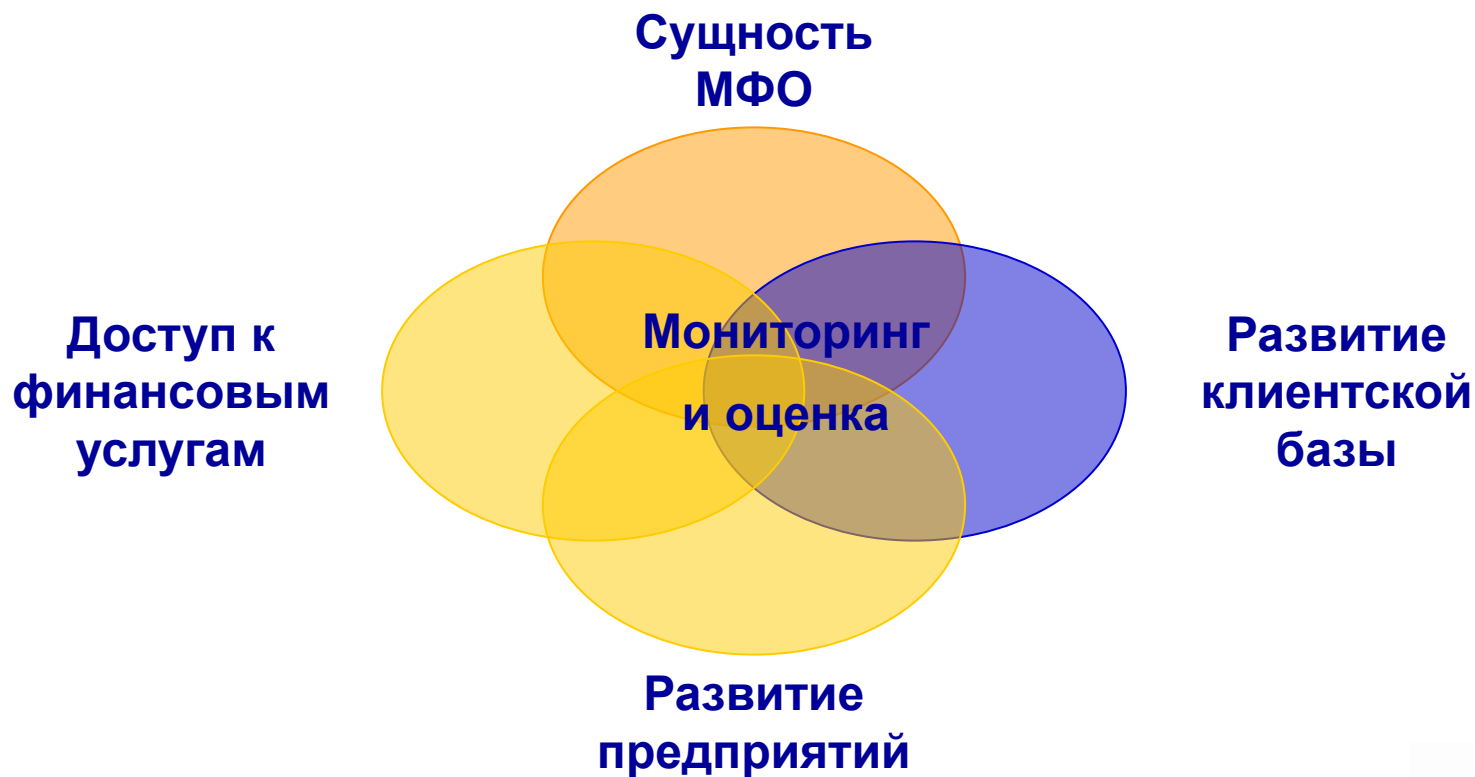 Сущность
МФО
Доступ к
финансовым
услугам
Мониторинг
и оценка
Развитие
клиентской
базы
Развитие
предприятий